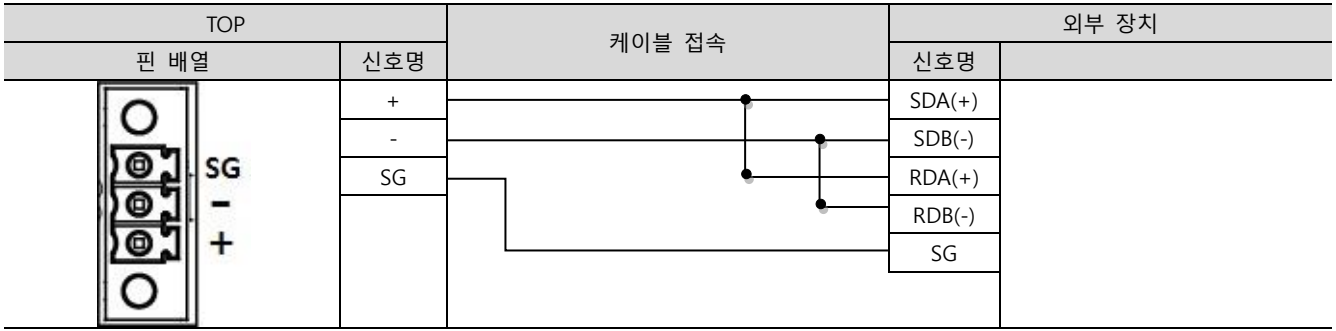 TOP 케이블 접속 외부 장치
핀 배열 신호명 신호명
+ SDA(+)
- SDB(-)
SG RDA(+)
RDB(-)
SG
SG
-
+